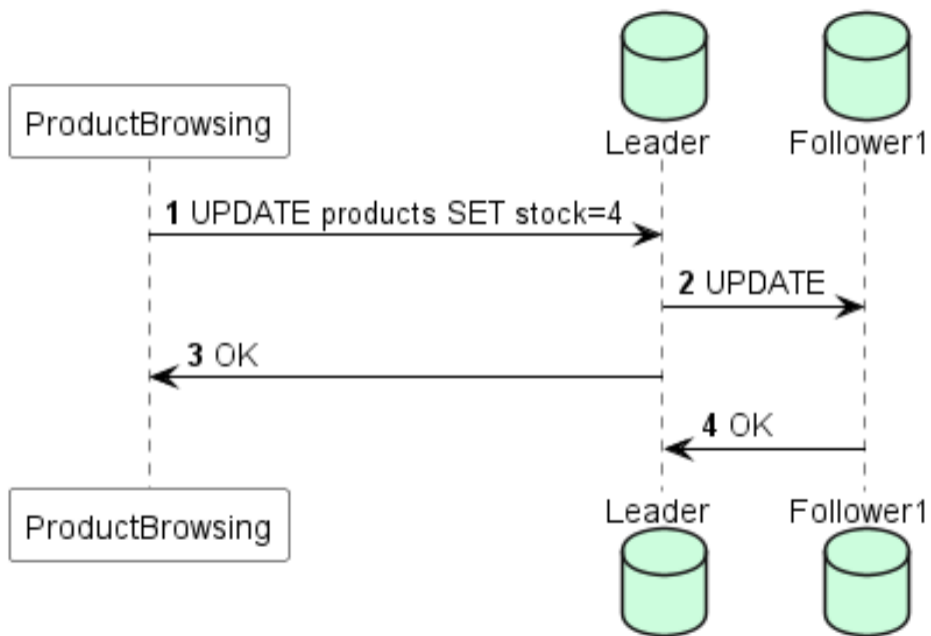 ProductBrowsing
Leader
Follower1
1 UPDATE products SET stock=4
2 UPDATE
3 OK
4 OK
ProductBrowsing
Leader
Follower1